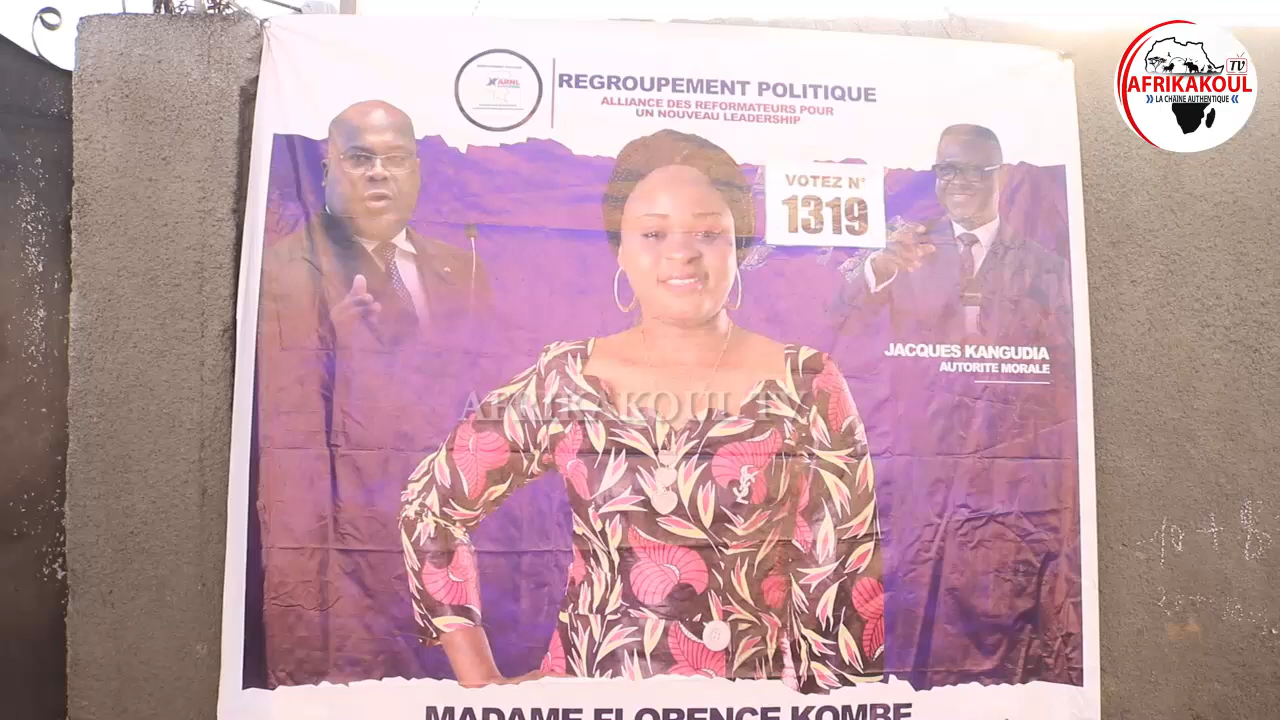 REGROUPEMENT POLITIQUE
ALLIANCE DES REFORMATEURS POUR
UN NOUVEAU LEADERSHIP
VOTEZ N°
1319
JACQUES KANGUDIA
AUTORITE MORALE
AFRIKAKOUL TV
MADAME FLORENCE KOMBE
AFRIKAKOUL TV
LA CHAÎNE AUTHENTIQUE